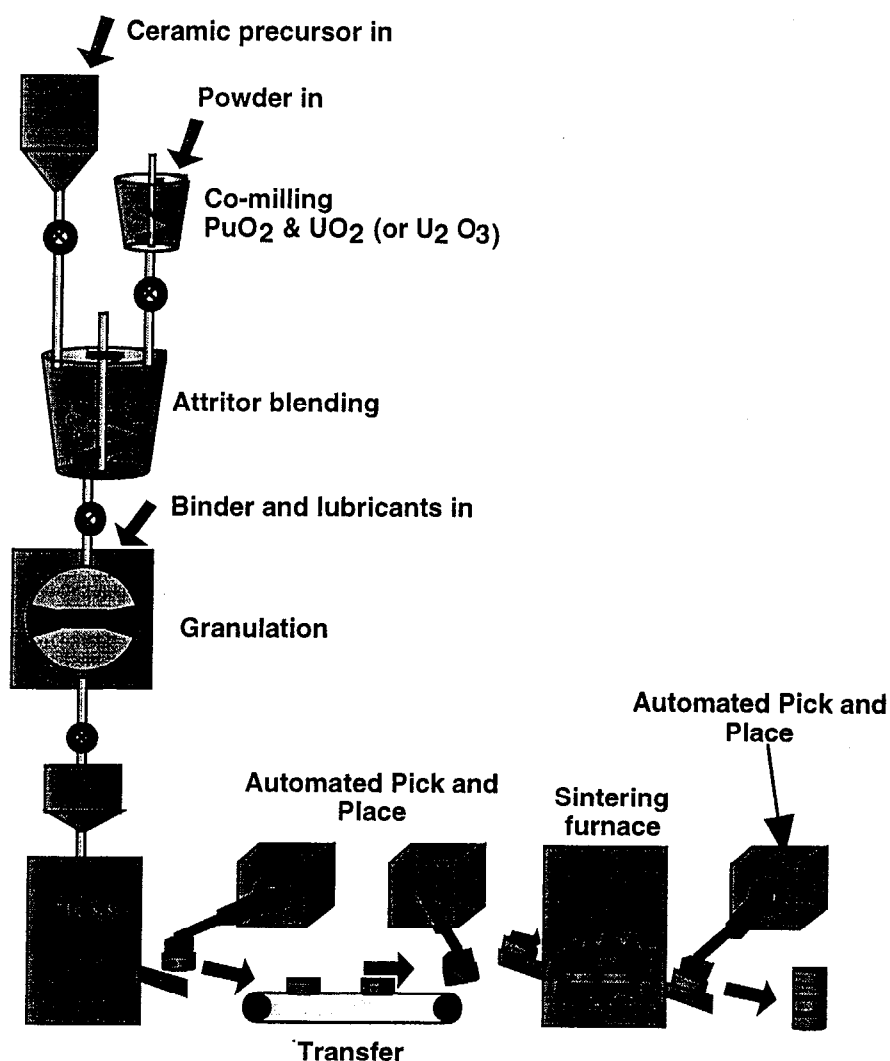 Ceramic precursor in
Powder in
Co-milling
PuO2 & UO2 (or U2 O3)
Attritor blending
Binder and lubricants in
Granulation
Automated Pick and
Place
Automated Pick and
Place
Sintering
furnace
Transfer